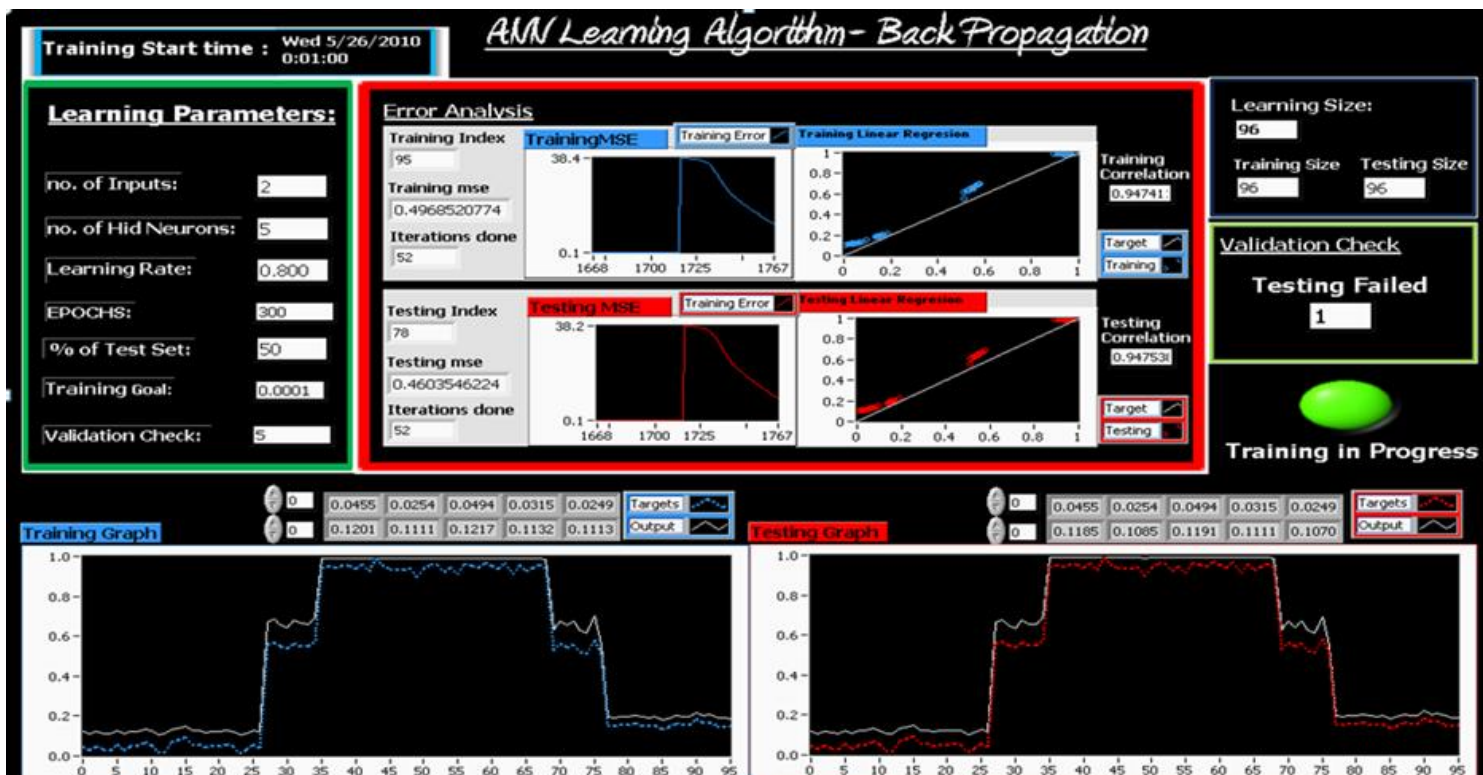 ANN Learning Algorithm- Back Propagation
Training Start time : Wed 5/26/2010
0:01:00
Learning Parameters:
no. of Inputs: 2
no. of Hid Neurons: 5
Learning Rate: 0.800
EPOCHS: 300
% of Test Set: 50
Training Goal: 0.0001
Validation Check: 5
Error Analysis
Training Index
95
Training mse
0.4968520774
Iterations done
52
TrainingMSE
Training Error
38.4
0.1
1668 1700 1725 1767
Training Linear Regresion
1
0.8
0.6
0.4
0.2
0
0 0.2 0.4 0.6 0.8 1
Training
Correlation
0.94741
Target
Training
Testing Index
78
Testing mse
0.4603546224
Iterations done
52
Testing MSE
Training Error
38.2
0.1
1668 1700 1725 1767
Testing Linear Regresion
1
0.8
0.6
0.4
0.2
0
0 0.2 0.4 0.6 0.8 1
Testing
Correlation
0.94753
Target
Testing
Learning Size:
96
Training Size Testing Size
96 96
Validation Check
Testing Failed
1
Training in Progress
0 0.0455 0.0254 0.0494 0.0315 0.0249 Targets
0 0.1201 0.1111 0.1217 0.1132 0.1113 Output
Training Graph
1.0
0.8
0.6
0.4
0.2
0.0
0 5 10 15 20 25 30 35 40 45 50 55 60 65 70 75 80 85 90 95
0 0.0455 0.0254 0.0494 0.0315 0.0249 Targets
0 0.1185 0.1085 0.1191 0.1111 0.1070 Output
Testing Graph
1.0
0.8
0.6
0.4
0.2
0.0
0 5 10 15 20 25 30 35 40 45 50 55 60 65 70 75 80 85 90 95